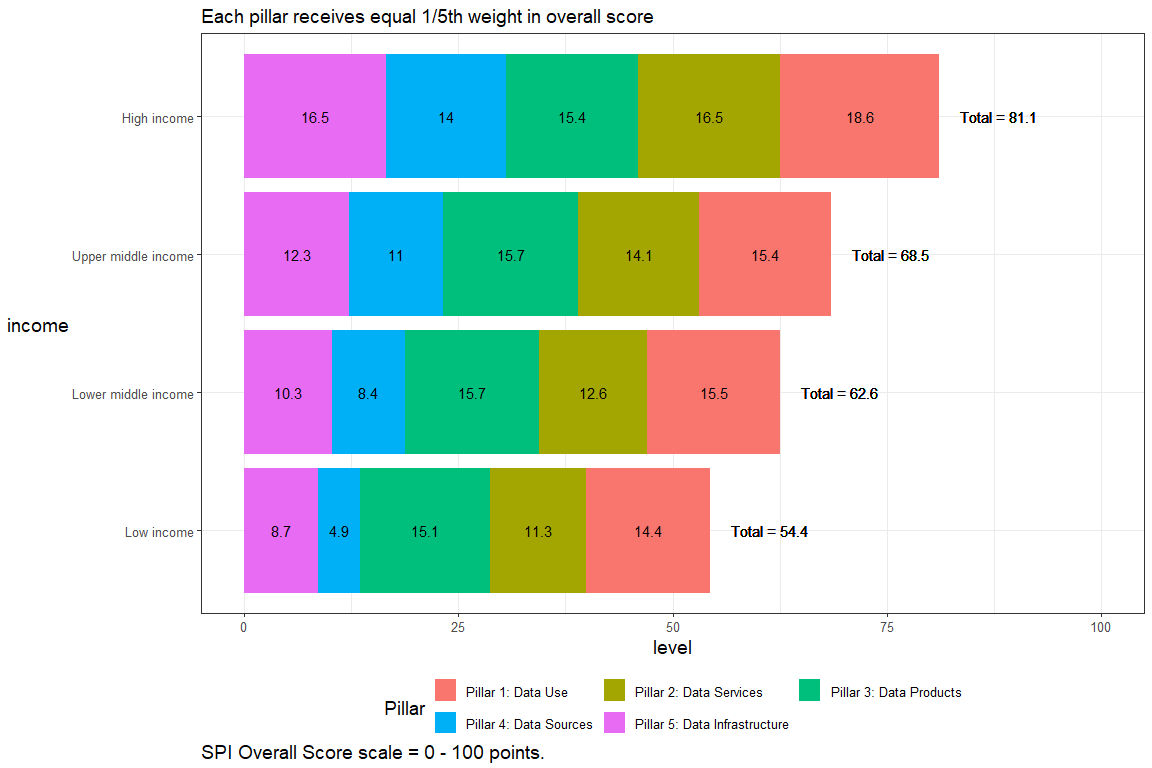 Each pillar receives equal 1/5th weight in overall score
High income
16.5 14 15.4 16.5 18.6 Total = 81.1
Upper middle income
12.3 11 15.7 14.1 15.4 Total = 68.5
income
Lower middle income
10.3 8.4 15.7 12.6 15.5 Total = 62.6
Low income
8.7 4.9 15.1 11.3 14.4 Total = 54.4
0 25 50 75 100
level
Pillar
Pillar 1: Data Use Pillar 2: Data Services Pillar 3: Data Products
Pillar 4: Data Sources Pillar 5: Data Infrastructure
SPI Overall Score scale = 0 - 100 points.